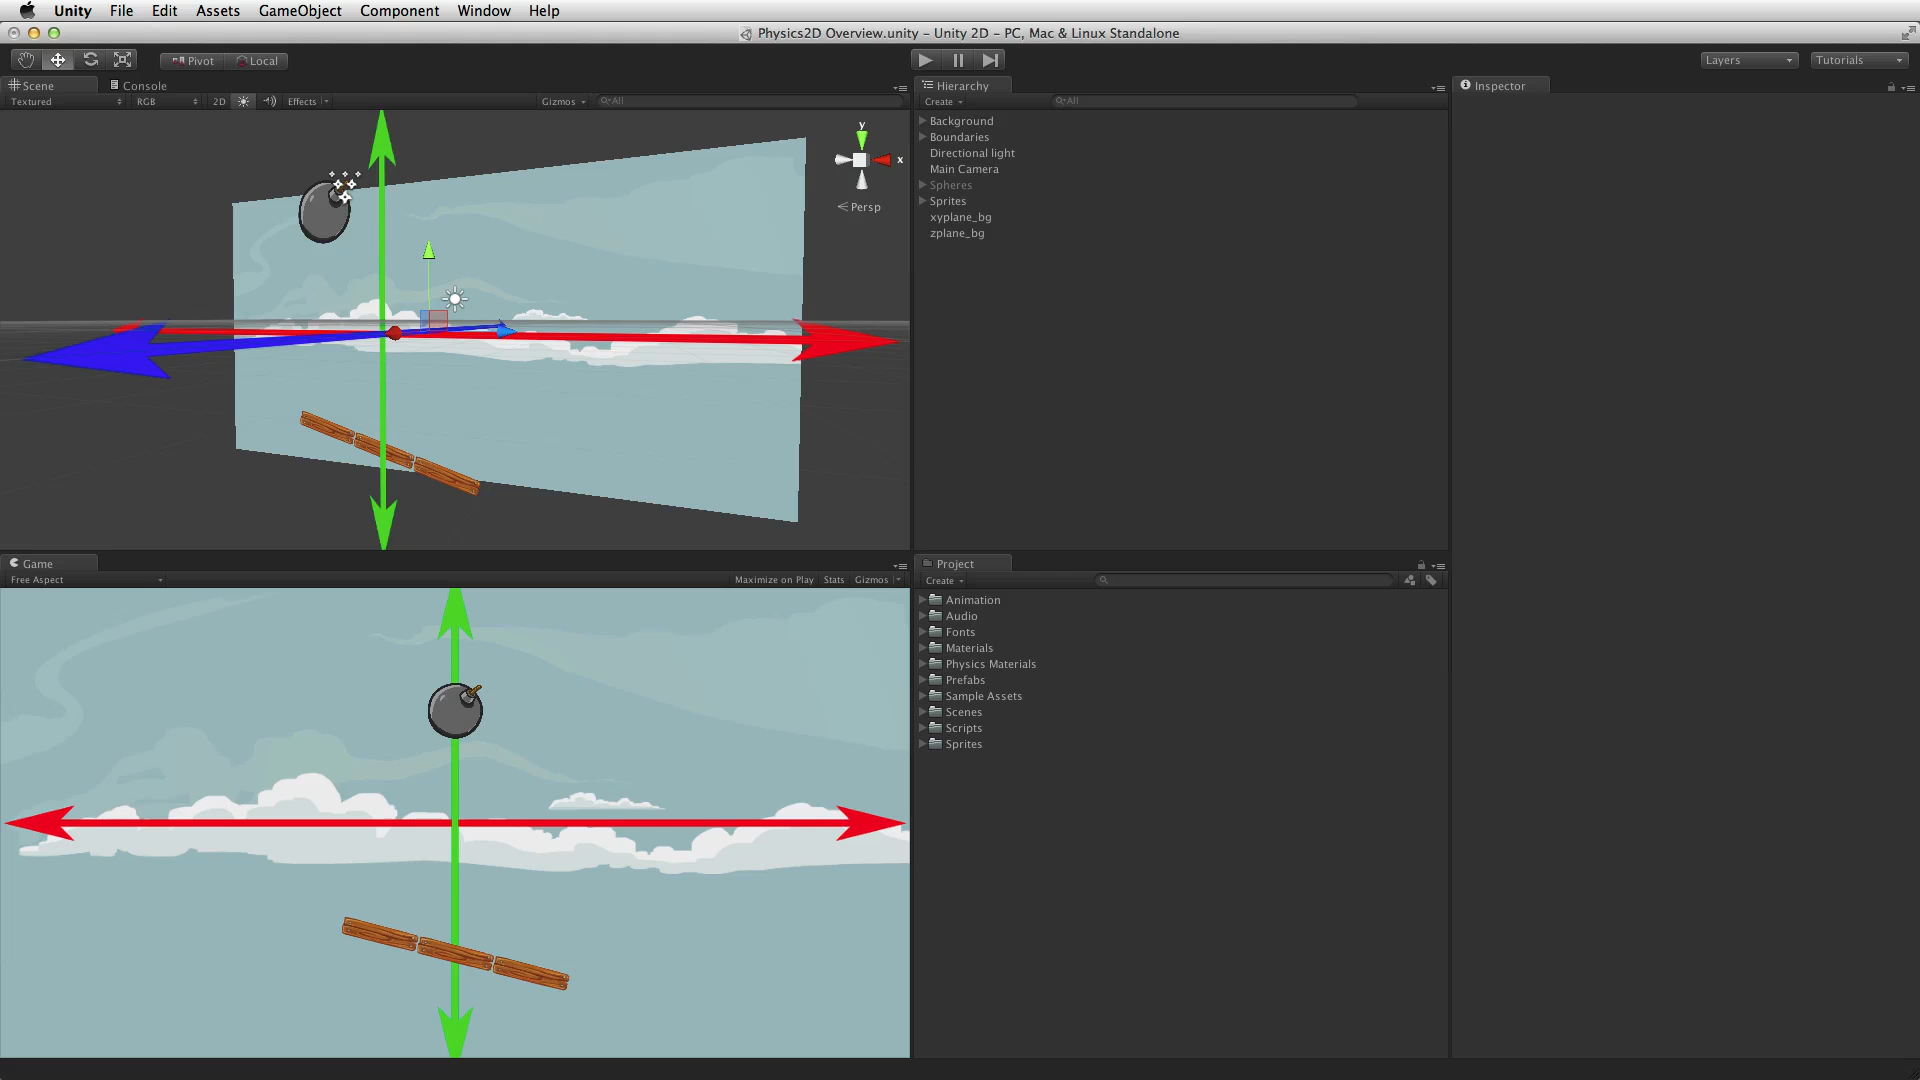 Unity File Edit Assets GameObject Component Window Help
Physics2D Overview.unity - Unity 2D - PC, Mac & Linux Standalone
Pivot Local Layers Tutorials
Scene Console Hierarchy Inspector
Textured RGB 2D Effects Gizmos All Create All
Background
Boundaries
Directional light
Main Camera
Spheres
Sprites
xyplane_bg
zplane_bg
y
x
Persp
Game Project
Free Aspect Maximize on Play Stats Gizmos Create
Animation
Audio
Fonts
Materials
Physics Materials
Prefabs
Sample Assets
Scenes
Scripts
Sprites